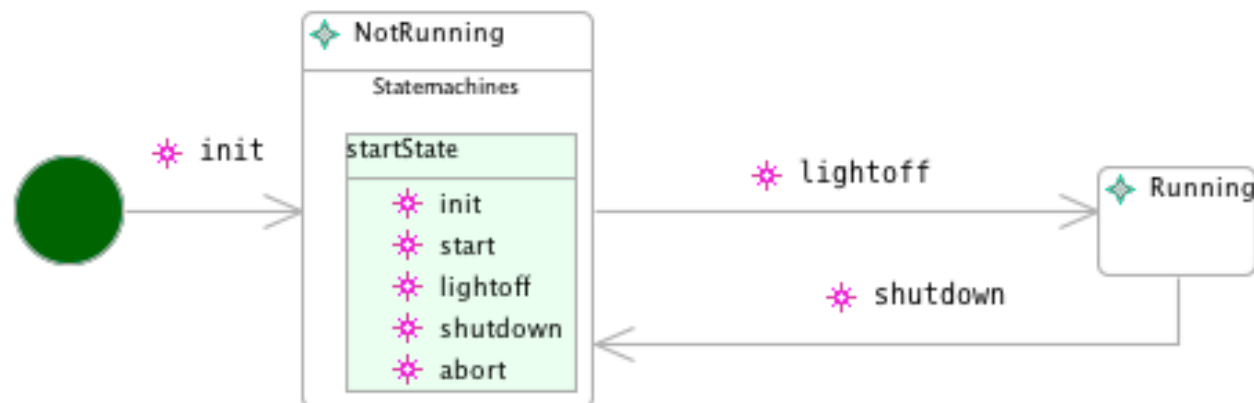 NotRunning
Statemachines
init
startState
init
start
lightoff
shutdown
abort
lightoff
Running
shutdown